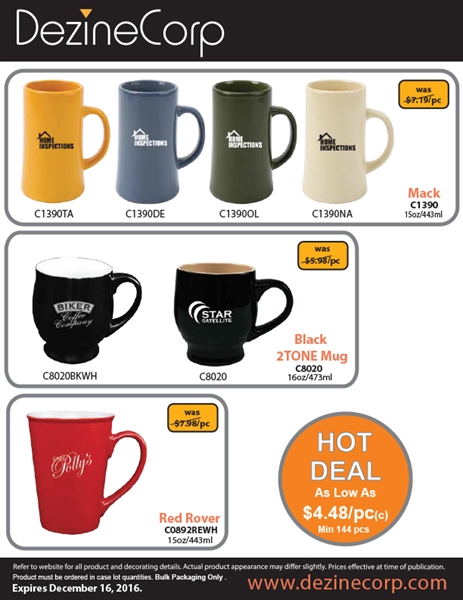 DezineCorp
was
$7.19/pc
HOME
INSPECTIONS
HOME
INSPECTIONS
HOME
INSPECTIONS
HOME
INSPECTIONS
C1390TA
C1390DE
C1390OL
C1390NA
Mack
C1390
15oz/443ml
was
$5.98/pc
BIKER
Coffee
Company
STAR
SATELLITE
C8020BKWH
C8020
Black
2TONE Mug
C8020
16oz/473ml
was
$7.98/pc
Polly's
Red Rover
C0892REWH
15oz/443ml
HOT
DEAL
As Low As
$4.48/pc(c)
Min 144 pcs
Refer to website for all product and decorating details. Actual product appearance may differ slightly. Prices effective at time of publication.
Product must be ordered in case lot quantities. Bulk Packaging Only .
Expires December 16, 2016.
www.dezinecorp.com